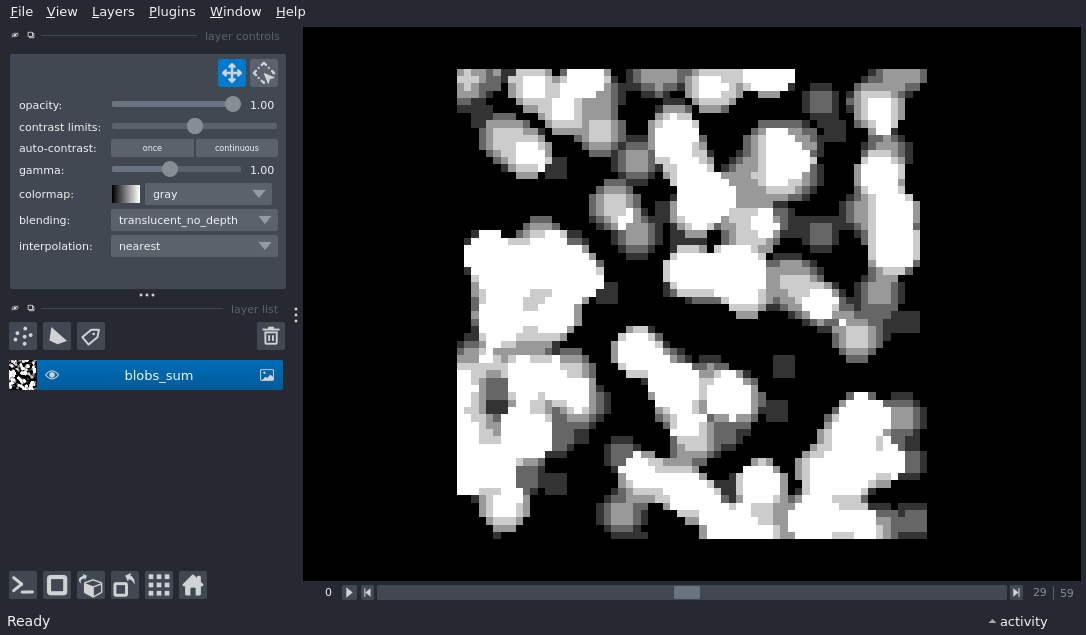 File View Layers Plugins Window Help
layer controls
opacity: 1.00
contrast limits:
auto-contrast: once continuous
gamma: 1.00
colormap: gray
blending: translucent_no_depth
interpolation: nearest
layer list
blobs_sum
0 29 59
Ready activity